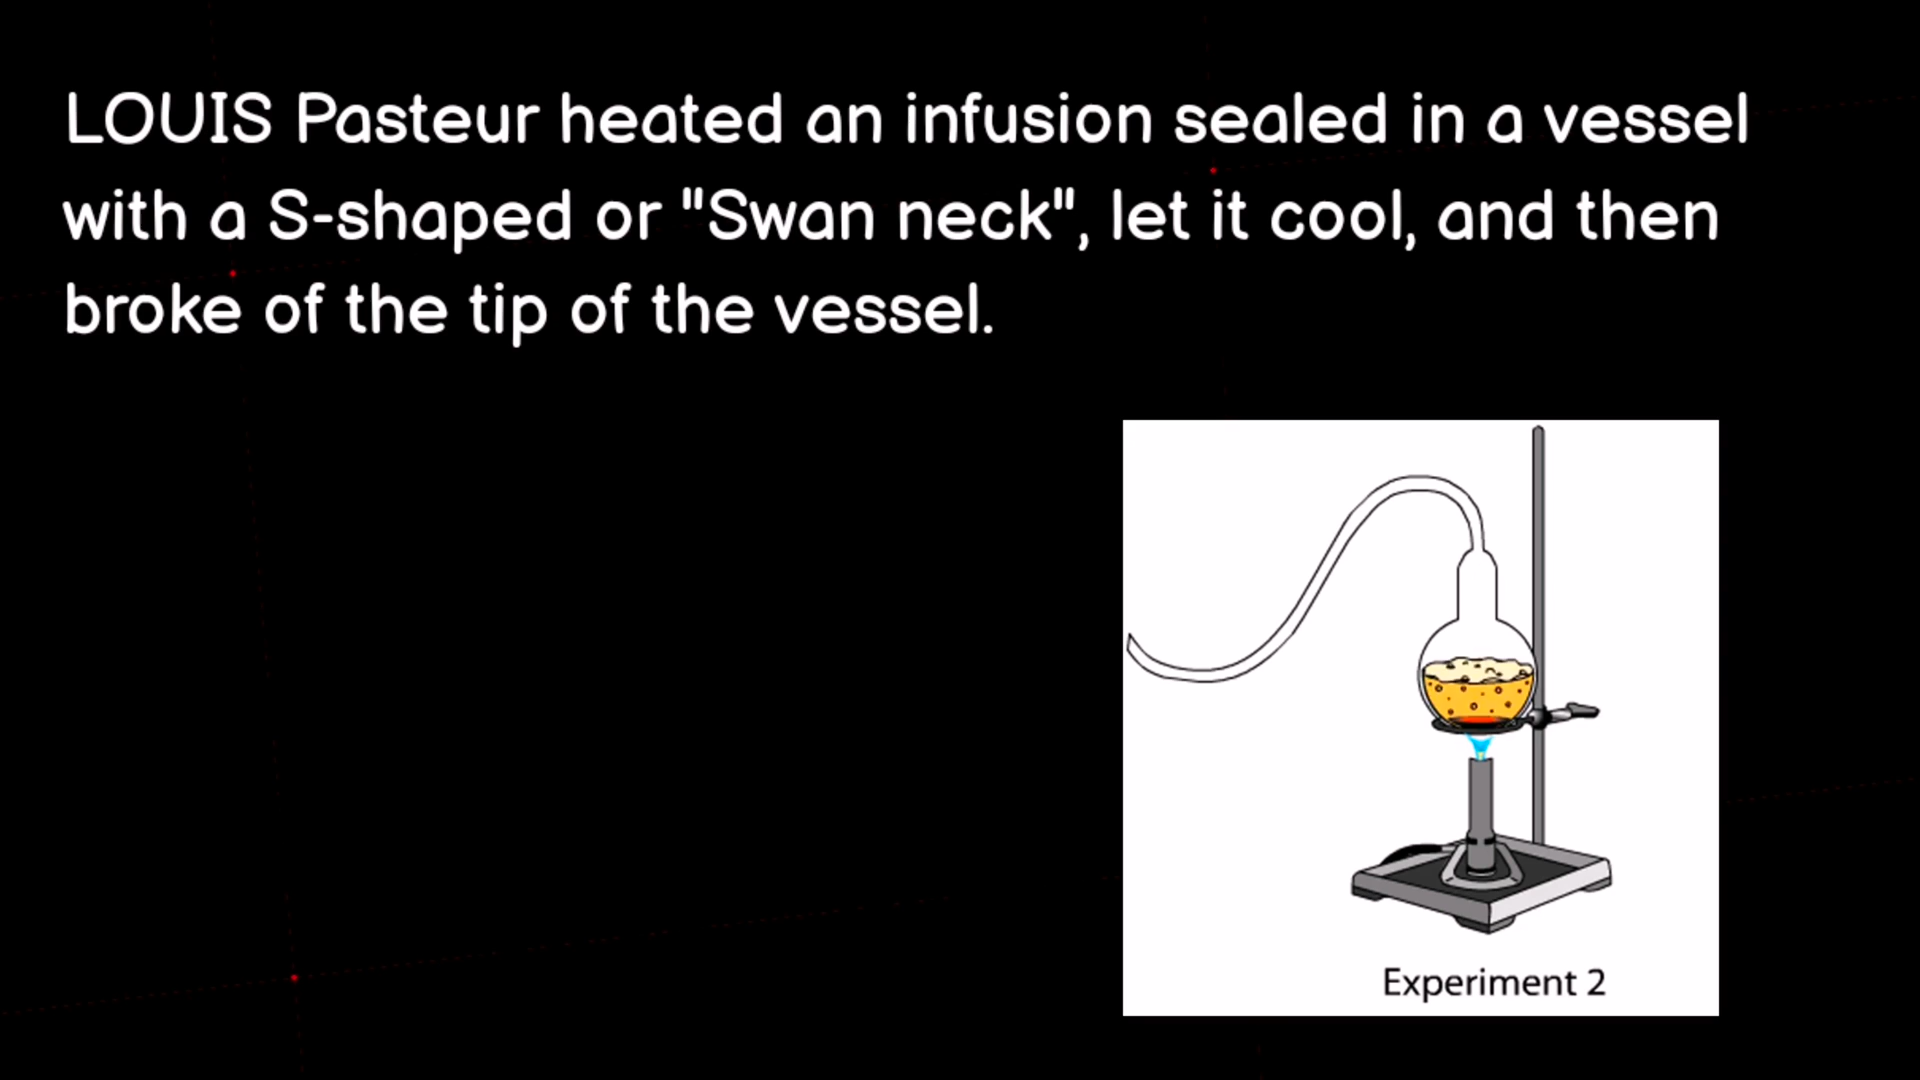 LOUIS Pasteur heated an infusion sealed in a vessel
with a S-shaped or "Swan neck", let it cool, and then
broke of the tip of the vessel.
Experiment 2